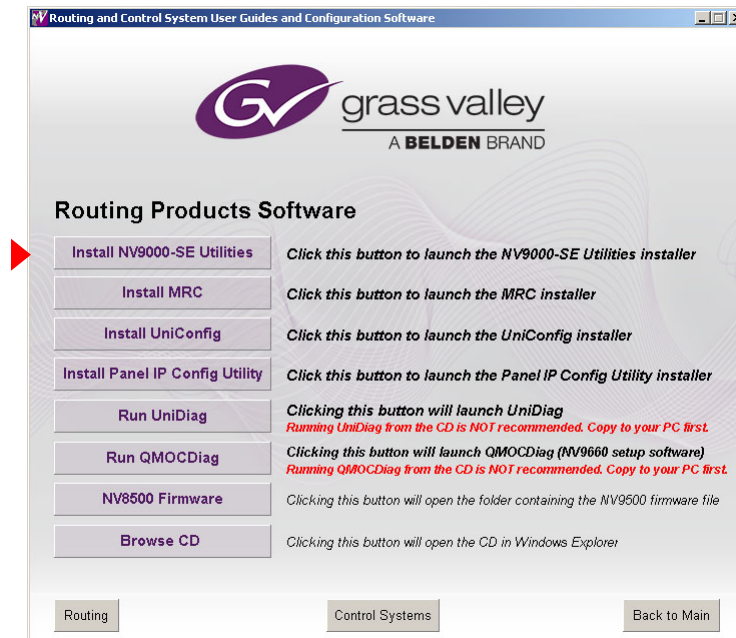 Routing and Control System User Guides and Configuration Software
GV grass valley
A BELDEN BRAND
Routing Products Software
Install NV9000-SE Utilities Click this button to launch the NV9000-SE Utilities installer
Install MRC Click this button to launch the MRC installer
Install UniConfig Click this button to launch the UniConfig installer
Install Panel IP Config Utility Click this button to launch the Panel IP Config Utility installer
Run UniDiag Clicking this button will launch UniDiag
Running UniDiag from the CD is NOT recommended. Copy to your PC first.
Run QMOCDiag Clicking this button will launch QMOCDiag (NV9660 setup software)
Running QMOCDiag from the CD is NOT recommended. Copy to your PC first.
NV8500 Firmware Clicking this button will open the folder containing the NV9500 firmware file
Browse CD Clicking this button will open the CD in Windows Explorer
Routing Control Systems Back to Main